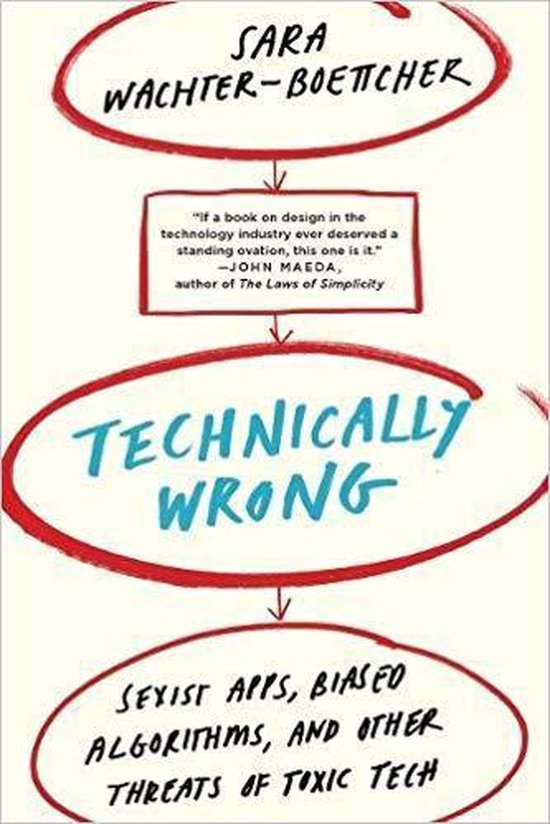 SARA
WACHTER-BOETTCHER
"If a book on design in the
technology industry ever deserved a
standing ovation, this one is it."
—JOHN MAEDA,
author of The Laws of Simplicity
TECHNICALLY
WRONG
SEXIST APPS, BIASED
ALGORITHMS, AND OTHER
THREATS OF TOXIC TECH